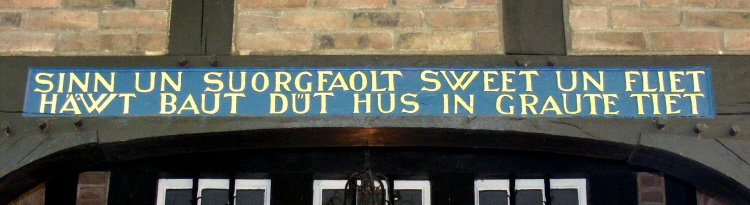 SINN UN SUORGFAOLT SWEET UN FLIET
HÄWT BAUT DÜT HUS IN GRAUTE TIET